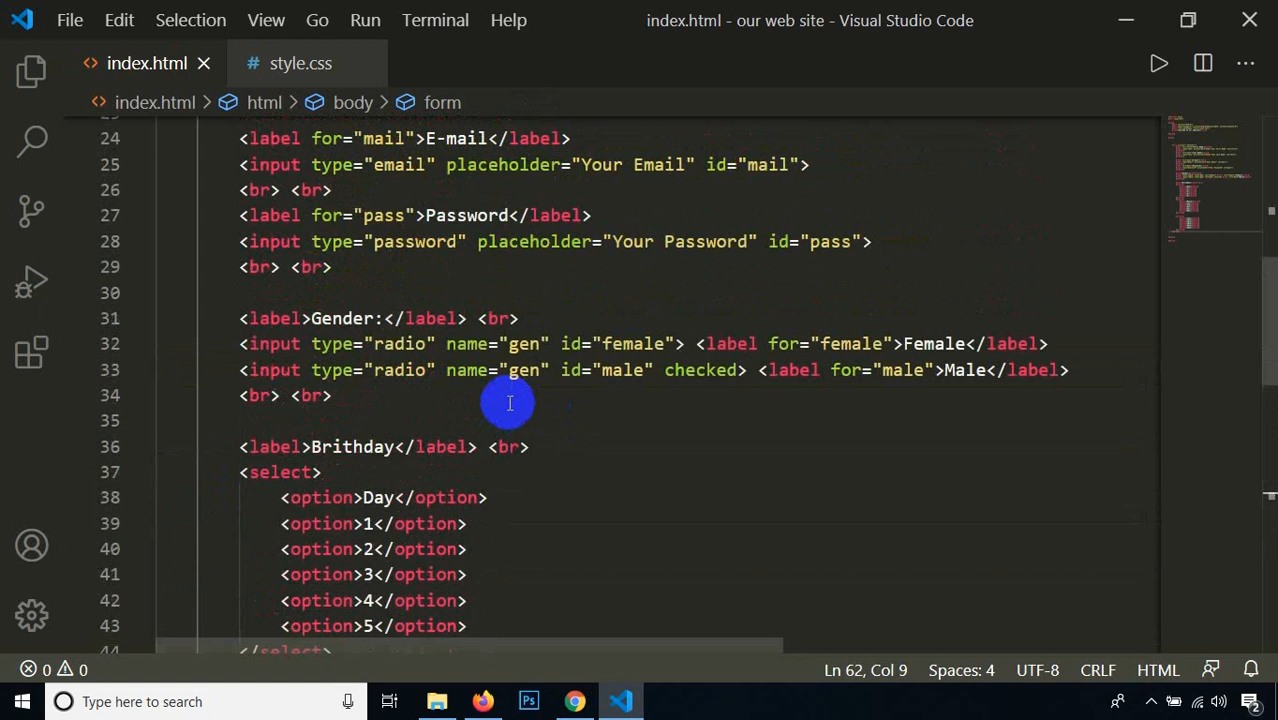 File Edit Selection View Go Run Terminal Help index.html - our web site - Visual Studio Code
index.html style.css
index.html > html > body > form
24 <label for="mail">E-mail</label>
25 <input type="email" placeholder="Your Email" id="mail">
26 <br> <br>
27 <label for="pass">Password</label>
28 <input type="password" placeholder="Your Password" id="pass">
29 <br> <br>
30
31 <label>Gender:</label> <br>
32 <input type="radio" name="gen" id="female"> <label for="female">Female</label>
33 <input type="radio" name="gen" id="male" checked> <label for="male">Male</label>
34 <br> <br>
35
36 <label>Brithday</label> <br>
37 <select>
38 <option>Day</option>
39 <option>1</option>
40 <option>2</option>
41 <option>3</option>
42 <option>4</option>
43 <option>5</option>
44 </select>
0 0 Ln 62, Col 9 Spaces: 4 UTF-8 CRLF HTML
Type here to search Ps 2